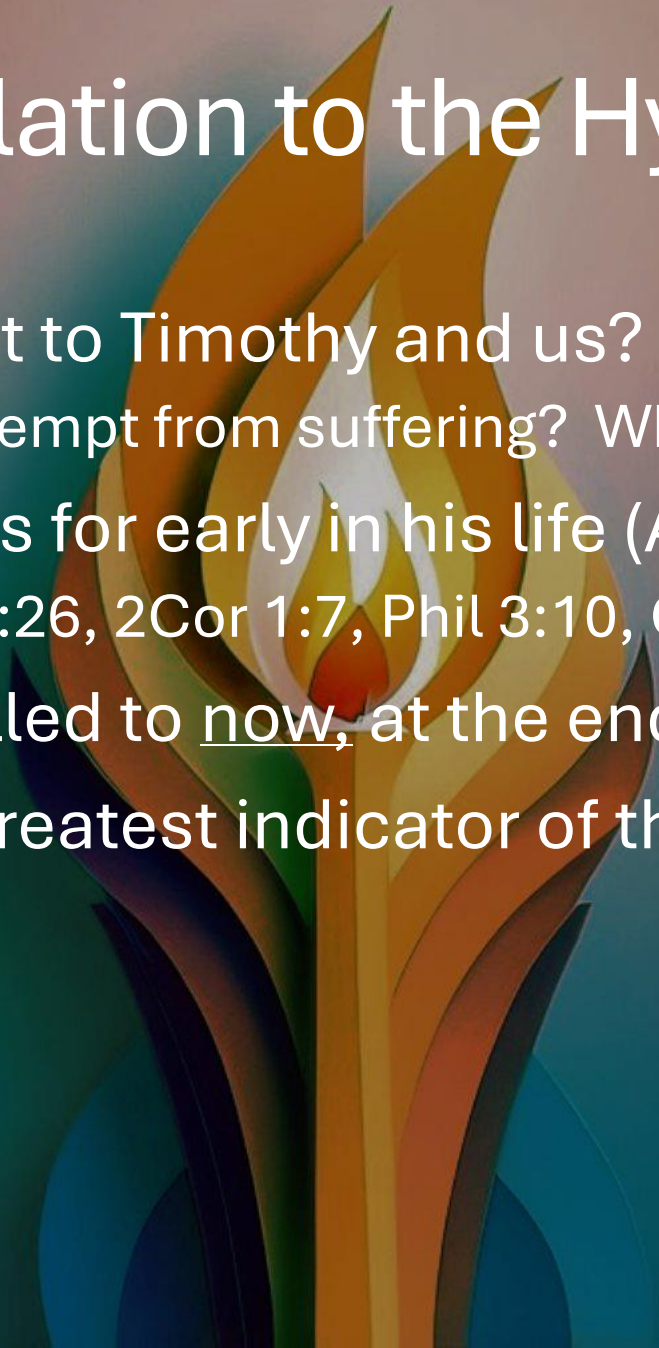 lation to the Hy
t to Timothy and us?
empt from suffering? Wh
s for early in his life (A
:26, 2Cor 1:7, Phil 3:10, C
lled to now, at the end
reatest indicator of th